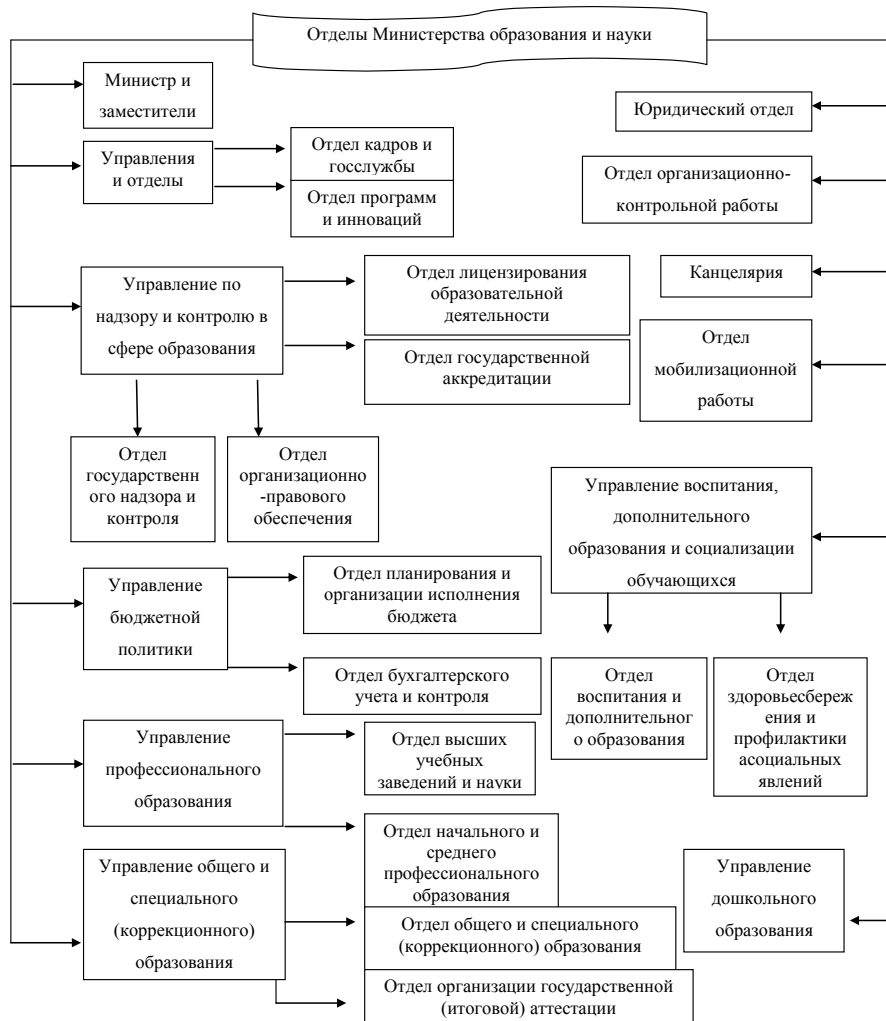 Отделы Министерства образования и науки
Министр и
заместители
Юридический отдел
Управления
и отделы
Отдел кадров и
госслужбы
Отдел программ
и инноваций
Отдел организационно-
контрольной работы
Управление по
надзору и контролю в
сфере образования
Отдел лицензирования
образовательной
деятельности
Отдел государственной
аккредитации
Канцелярия
Отдел
мобилизационной
работы
Отдел
государственн
ого надзора и
контроля
Отдел
организационно
-правового
обеспечения
Управление воспитания,
дополнительного
образования и социализации
обучающихся
Управление
бюджетной
политики
Отдел планирования и
организации исполнения
бюджета
Отдел бухгалтерского
учета и контроля
Отдел
воспитания и
дополнительног
о образования
Отдел
здоровьесбереж
ения и
профилактики
асоциальных
явлений
Управление
профессионального
образования
Отдел высших
учебных
заведений и науки
Отдел начального и
среднего
профессионального
образования
Управление общего и
специального
(коррекционного)
образования
Отдел общего и специального
(коррекционного) образования
Отдел организации государственной
(итоговой) аттестации
Управление
дошкольного
образования